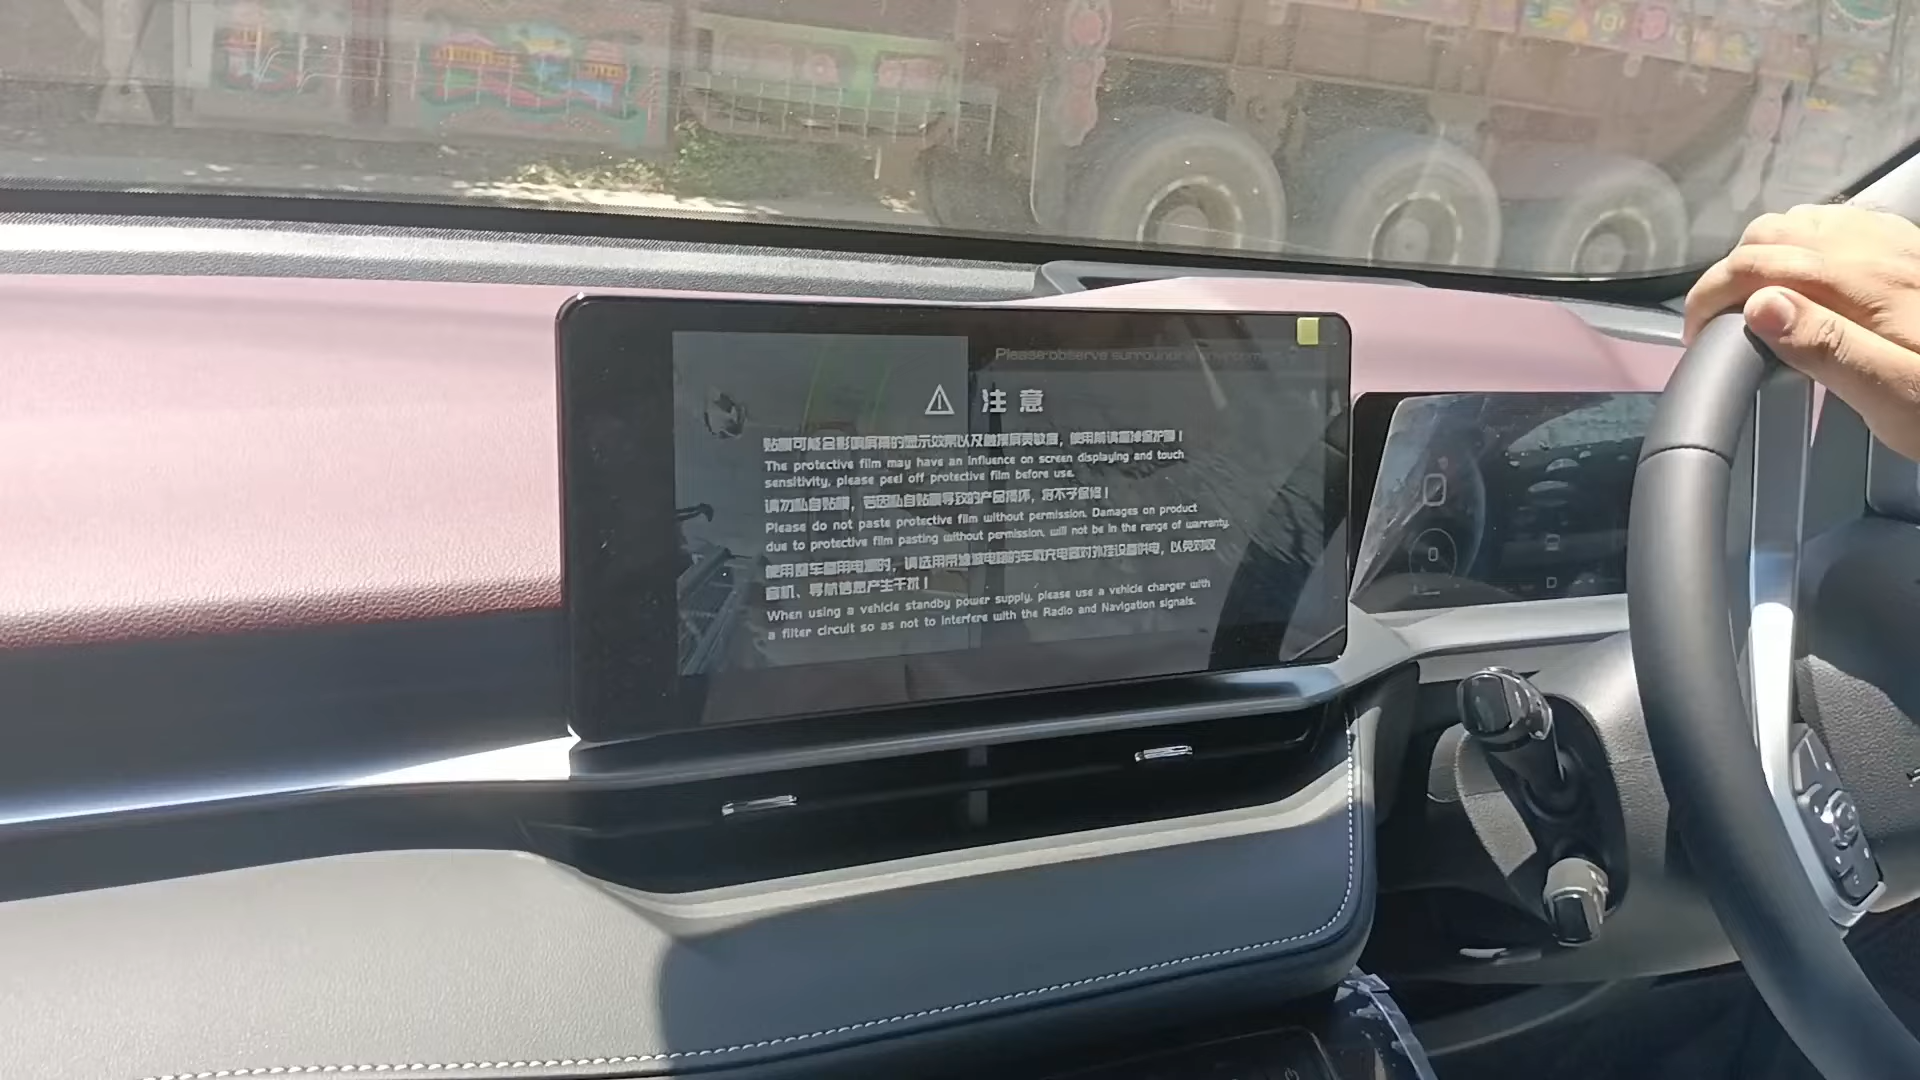 Please observe surrounding environment
注意
贴膜可能会影响屏幕的显示效果以及触摸屏灵敏度，使用前请撕掉保护膜！
The protective film may have an influence on screen displaying and touch
sensitivity, please peel off protective film before use.
请勿私自贴膜，若因私自贴膜导致的产品损坏，将不予保修！
Please do not paste protective film without permission. Damages on product
due to protective film pasting without permission, will not be in the range of warranty.
使用随车备用电源时，请选用带滤波电路的车载充电器对外接设备供电，以免对收
音机、导航信息产生干扰！
When using a vehicle standby power supply, please use a vehicle charger with
a filter circuit so as not to interfere with the Radio and Navigation signals.
0
D